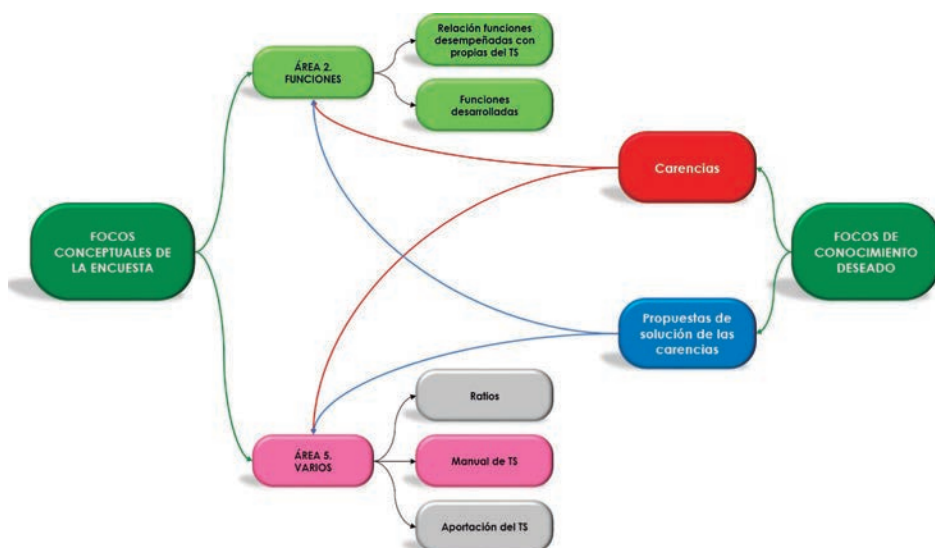 FOCOS
CONCEPTUALES DE
LA ENCUESTA
ÁREA 2.
FUNCIONES
Relación funciones
desempeñadas con
propias del TS
Funciones
desarrolladas
Carencias
FOCOS DE
CONOCIMIENTO
DESEADO
Propuestas de
solución de las
carencias
ÁREA 5.
VARIOS
Ratios
Manual de TS
Aportación del TS